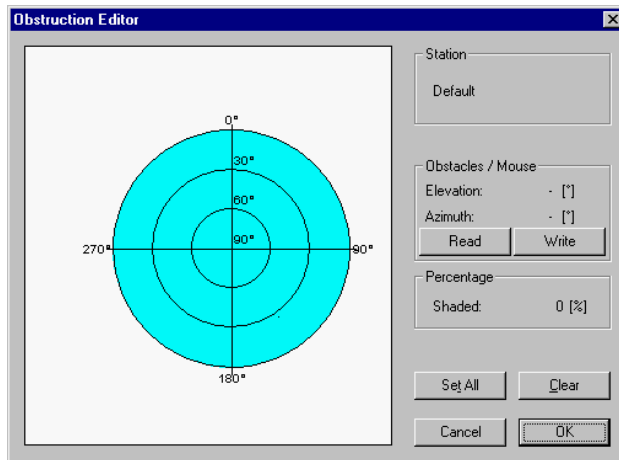 Obstruction Editor
0°
30°
60°
90°
270°
90°
180°
Station
Default
Obstacles / Mouse
Elevation: - [°]
Azimuth: - [°]
Read Write
Percentage
Shaded: 0 [%]
Set All Clear
Cancel OK